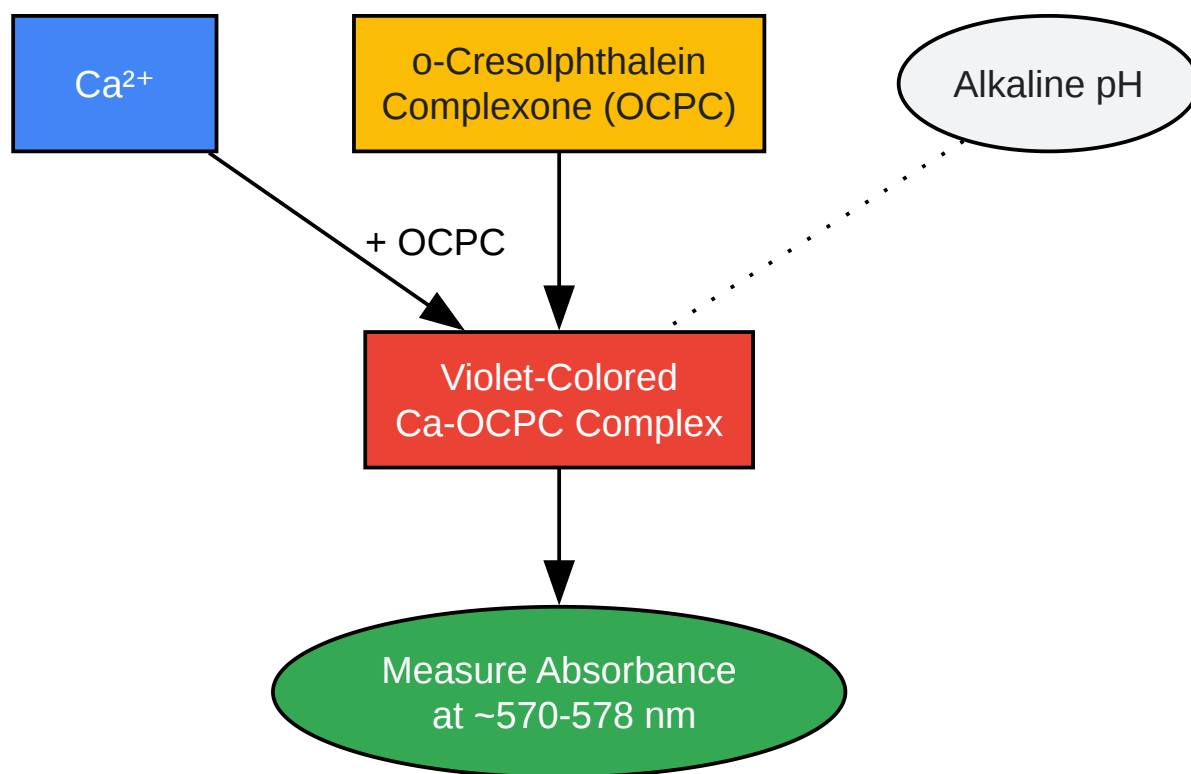 Ca²⁺
o-Cresolphthalein
Complexone (OCPC)
Alkaline pH
+ OCPC
Violet-Colored
Ca-OCPC Complex
Measure Absorbance
at ~570-578 nm